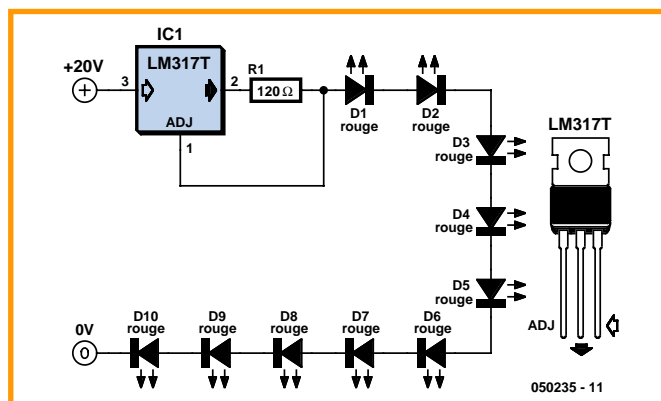 IC1
+20V
LM317T
3
2
R1
120 Ω
ADJ
1
D1
rouge
D2
rouge
D3
rouge
D4
rouge
D5
rouge
LM317T
ADJ
D10
rouge
D9
rouge
D8
rouge
D7
rouge
D6
rouge
0V
0
050235 - 11